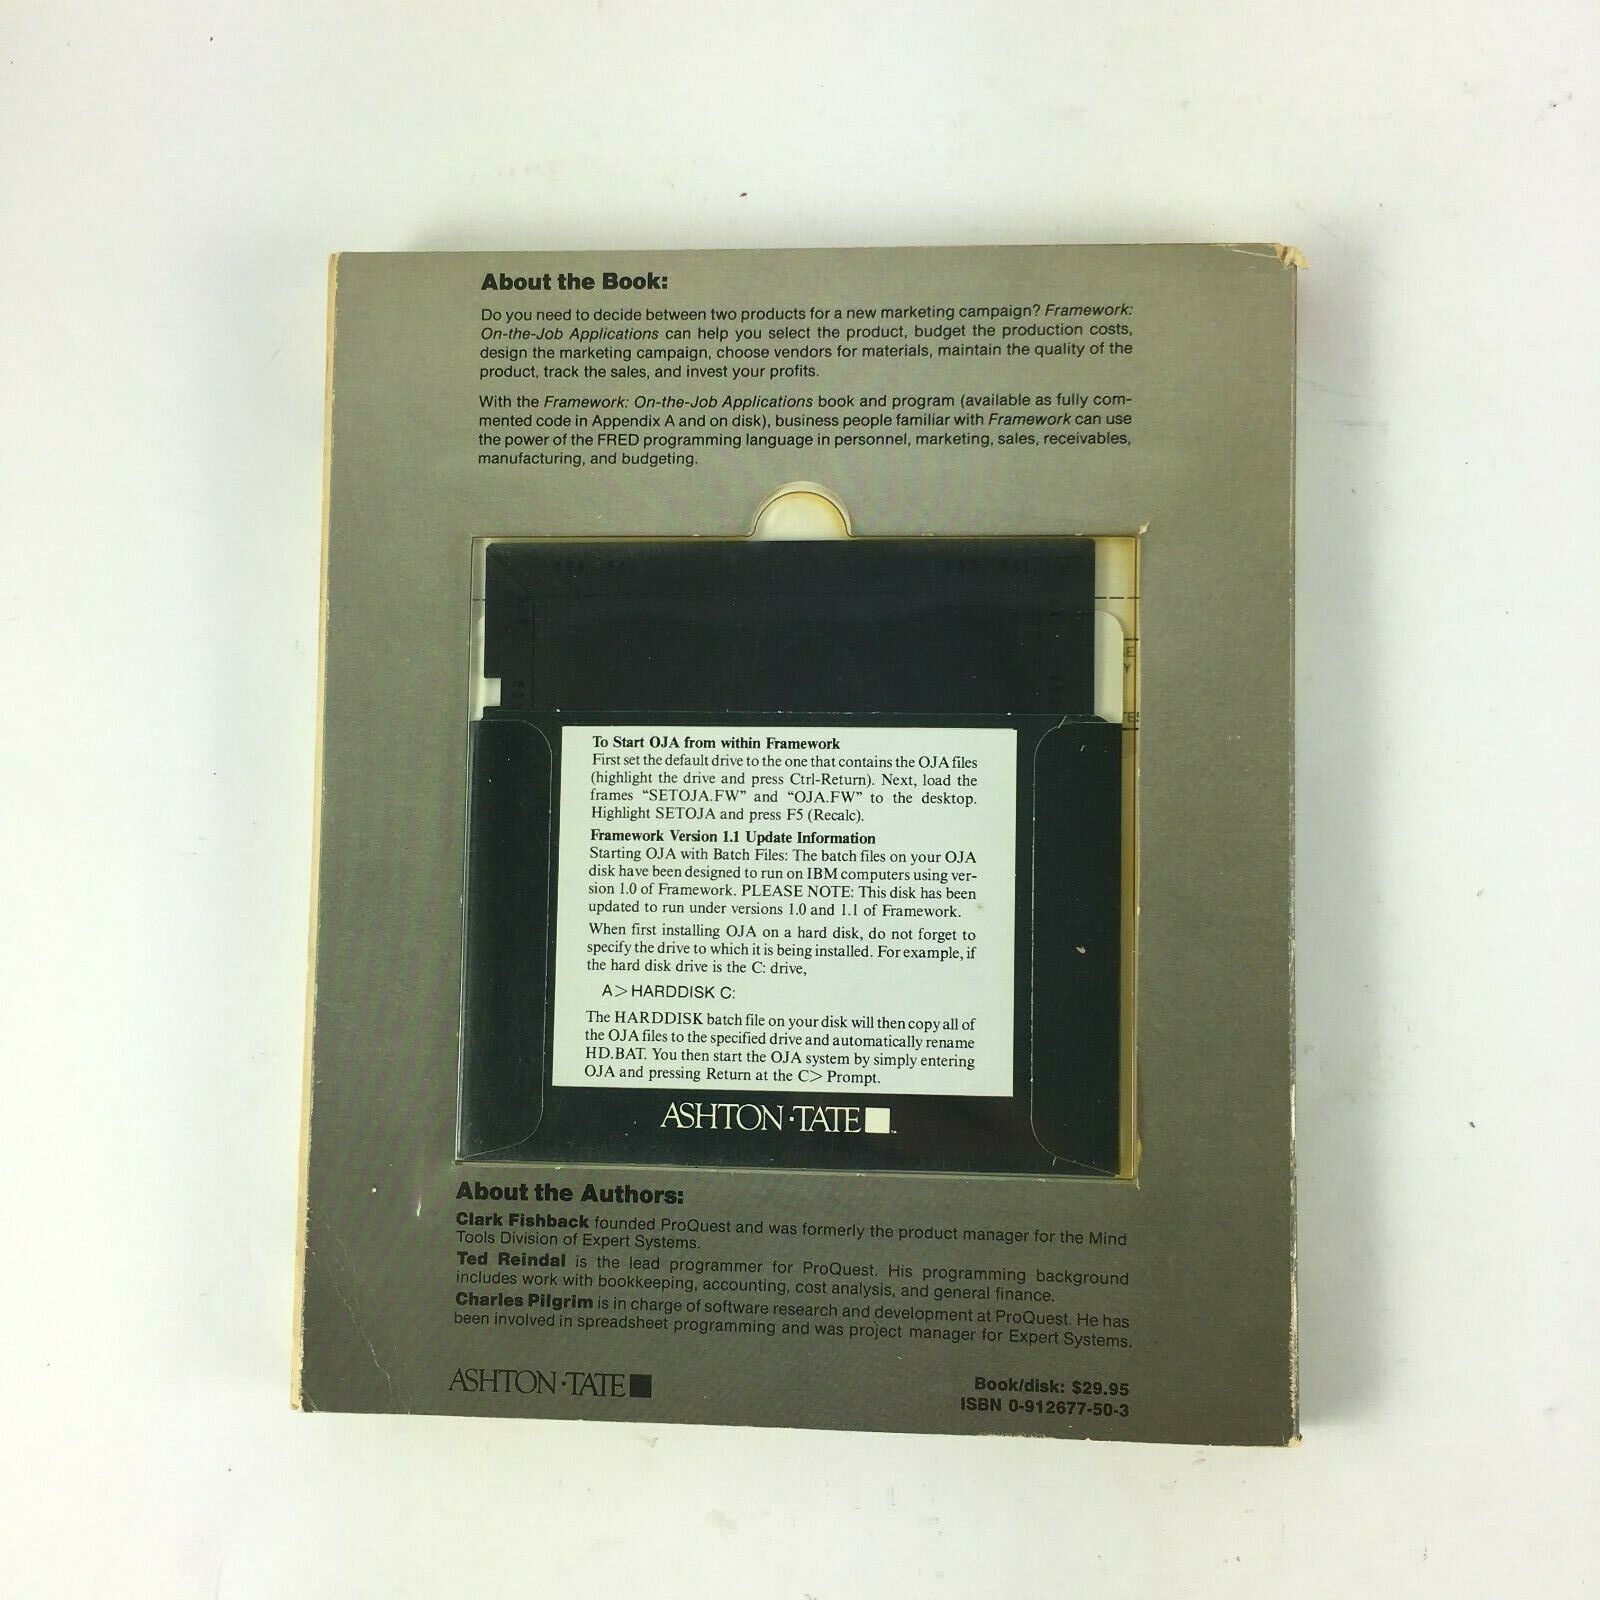 About the Book:
Do you need to decide between two products for a new marketing campaign? Framework:
On-the-Job Applications can help you select the product, budget the production costs,
design the marketing campaign, choose vendors for materials, maintain the quality of the
product, track the sales, and invest your profits.
With the Framework: On-the-Job Applications book and program (available as fully com-
mented code in Appendix A and on disk), business people familiar with Framework can use
the power of the FRED programming language in personnel, marketing, sales, receivables,
manufacturing, and budgeting.
To Start OJA from within Framework
First set the default drive to the one that contains the OJA files
(highlight the drive and press Ctrl-Return). Next, load the
frames “SETOJA.FW” and “OJA.FW” to the desktop.
Highlight SETOJA and press F5 (Recalc).
Framework Version 1.1 Update Information
Starting OJA with Batch Files: The batch files on your OJA
disk have been designed to run on IBM computers using ver-
sion 1.0 of Framework. PLEASE NOTE: This disk has been
updated to run under versions 1.0 and 1.1 of Framework.
When first installing OJA on a hard disk, do not forget to
specify the drive to which it is being installed. For example, if
the hard disk drive is the C: drive,
A> HARDDISK C:
The HARDDISK batch file on your disk will then copy all of
the OJA files to the specified drive and automatically rename
HD.BAT. You then start the OJA system by simply entering
OJA and pressing Return at the C> Prompt.
ASHTON·TATE ™
About the Authors:
Clark Fishback founded ProQuest and was formerly the product manager for the Mind
Tools Division of Expert Systems.
Ted Reindal is the lead programmer for ProQuest. His programming background
includes work with bookkeeping, accounting, cost analysis, and general finance.
Charles Pilgrim is in charge of software research and development at ProQuest. He has
been involved in spreadsheet programming and was project manager for Expert Systems.
ASHTON·TATE
Book/disk: $29.95
ISBN 0-912677-50-3